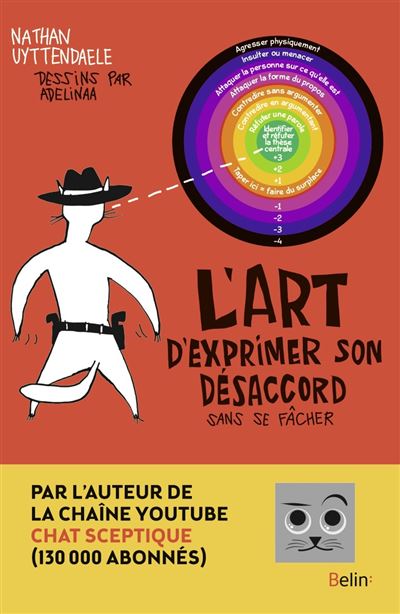 NATHAN
UYTTENDAELE
DESSINS PAR
ADELINAA
Agresser physiquement
Insulter ou menacer
Attaquer la personne sur ce qu'elle est
Attaquer la forme du propos
Contredire sans argumenter
Contredire en argumentant
Réfuter une parole
Identifier
et réfuter
la thèse
centrale
+3
+2
+1
Taper ici = faire du surplace
-1
-2
-3
-4
L'ART
D'EXPRIMER SON
DÉSACCORD
SANS SE FÂCHER
PAR L'AUTEUR DE
LA CHAÎNE YOUTUBE
CHAT SCEPTIQUE
(130 000 ABONNÉS)
Belin: